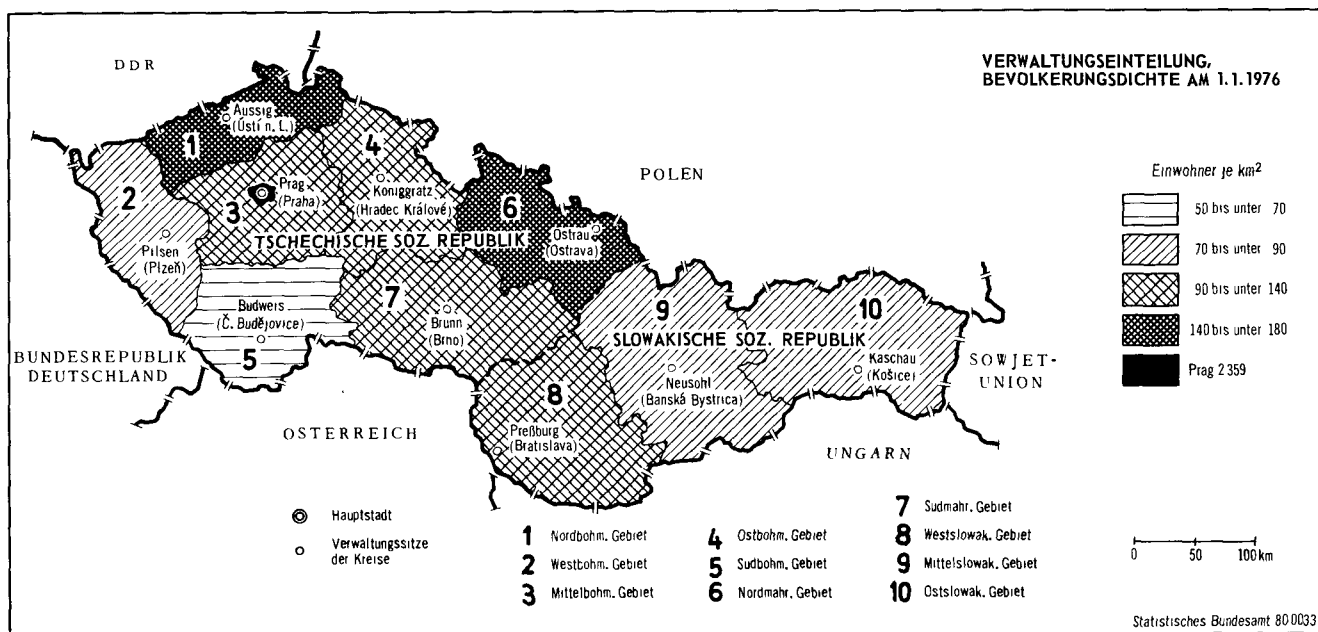 VERWALTUNGSEINTEILUNG,
BEVOLKERUNGSDICHTE AM 1.1.1976
DDR
POLEN
BUNDESREPUBLIK
DEUTSCHLAND
OSTERREICH
UNGARN
SOWJET-
UNION
TSCHECHISCHE SOZ. REPUBLIK
SLOWAKISCHE SOZ. REPUBLIK
1
Aussig
(Ústí n. L.)
2
Pilsen
(Plzeň)
3
Prag
(Praha)
4
Koniggratz
(Hradec Králové)
5
Budweis
(Č. Budějovice)
6
Ostrau
(Ostrava)
7
Brunn
(Brno)
8
Preßburg
(Bratislava)
9
Neusohl
(Banská Bystrica)
10
Kaschau
(Košice)
Einwohner je km²
50 bis unter 70
70 bis unter 90
90 bis unter 140
140 bis unter 180
Prag 2 359
Hauptstadt
Verwaltungssitze
der Kreise
1 Nordbohm. Gebiet
2 Westbohm. Gebiet
3 Mittelbohm. Gebiet
4 Ostbohm. Gebiet
5 Sudbohm. Gebiet
6 Nordmahr. Gebiet
7 Sudmahr. Gebiet
8 Westslowak. Gebiet
9 Mittelslowak. Gebiet
10 Ostslowak. Gebiet
0 50 100 km
Statistisches Bundesamt 80 0033